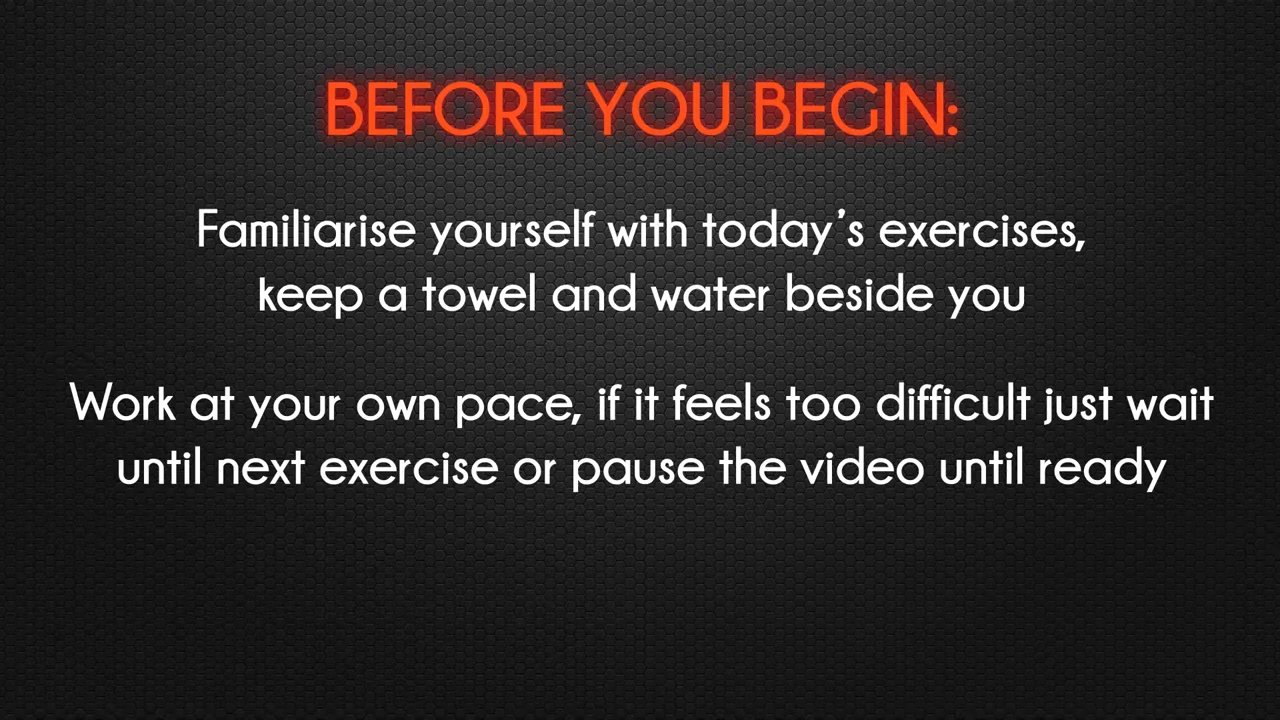 BEFORE YOU BEGIN:
Familiarise yourself with today's exercises,
keep a towel and water beside you
Work at your own pace, if it feels too difficult just wait
until next exercise or pause the video until ready